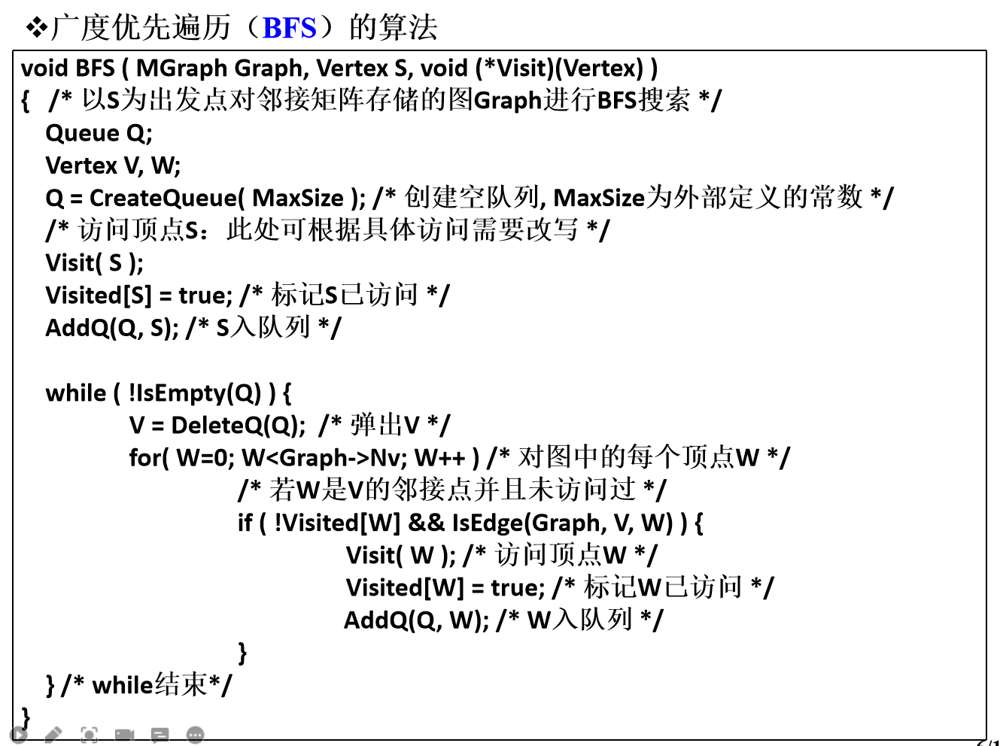 ❖广度优先遍历（BFS）的算法
void BFS ( MGraph Graph, Vertex S, void (*Visit)(Vertex) )
{ /* 以S为出发点对邻接矩阵存储的图Graph进行BFS搜索 */
Queue Q;
Vertex V, W;
Q = CreateQueue( MaxSize ); /* 创建空队列, MaxSize为外部定义的常数 */
/* 访问顶点S：此处可根据具体访问需要改写 */
Visit( S );
Visited[S] = true; /* 标记S已访问 */
AddQ(Q, S); /* S入队列 */
while ( !IsEmpty(Q) ) {
V = DeleteQ(Q); /* 弹出V */
for( W=0; W<Graph->Nv; W++ ) /* 对图中的每个顶点W */
/* 若W是V的邻接点并且未访问过 */
if ( !Visited[W] && IsEdge(Graph, V, W) ) {
Visit( W ); /* 访问顶点W */
Visited[W] = true; /* 标记W已访问 */
AddQ(Q, W); /* W入队列 */
}
} /* while结束*/
}